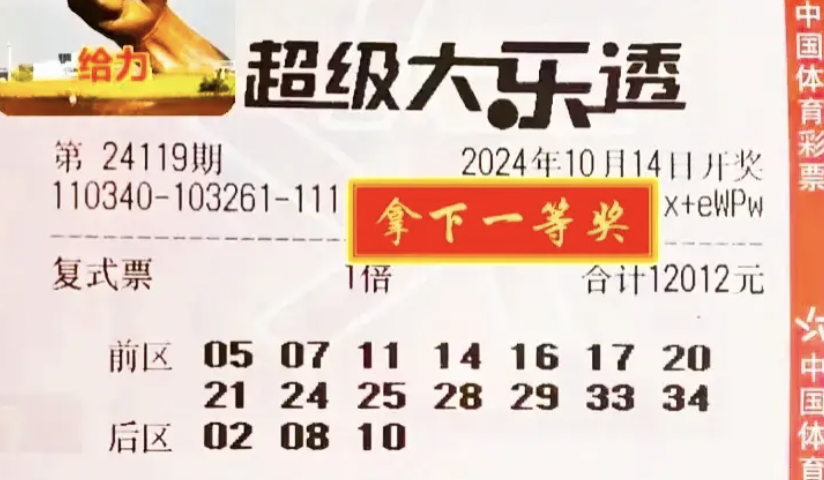 给力
超级大乐透
第 24119期 2024年10月14日开奖
110340-103261-111 x+eWPw
拿下一等奖
复式票 1倍 合计12012元
前区 05 07 11 14 16 17 20
21 24 25 28 29 33 34
后区 02 08 10
中国体育彩票
中国体育